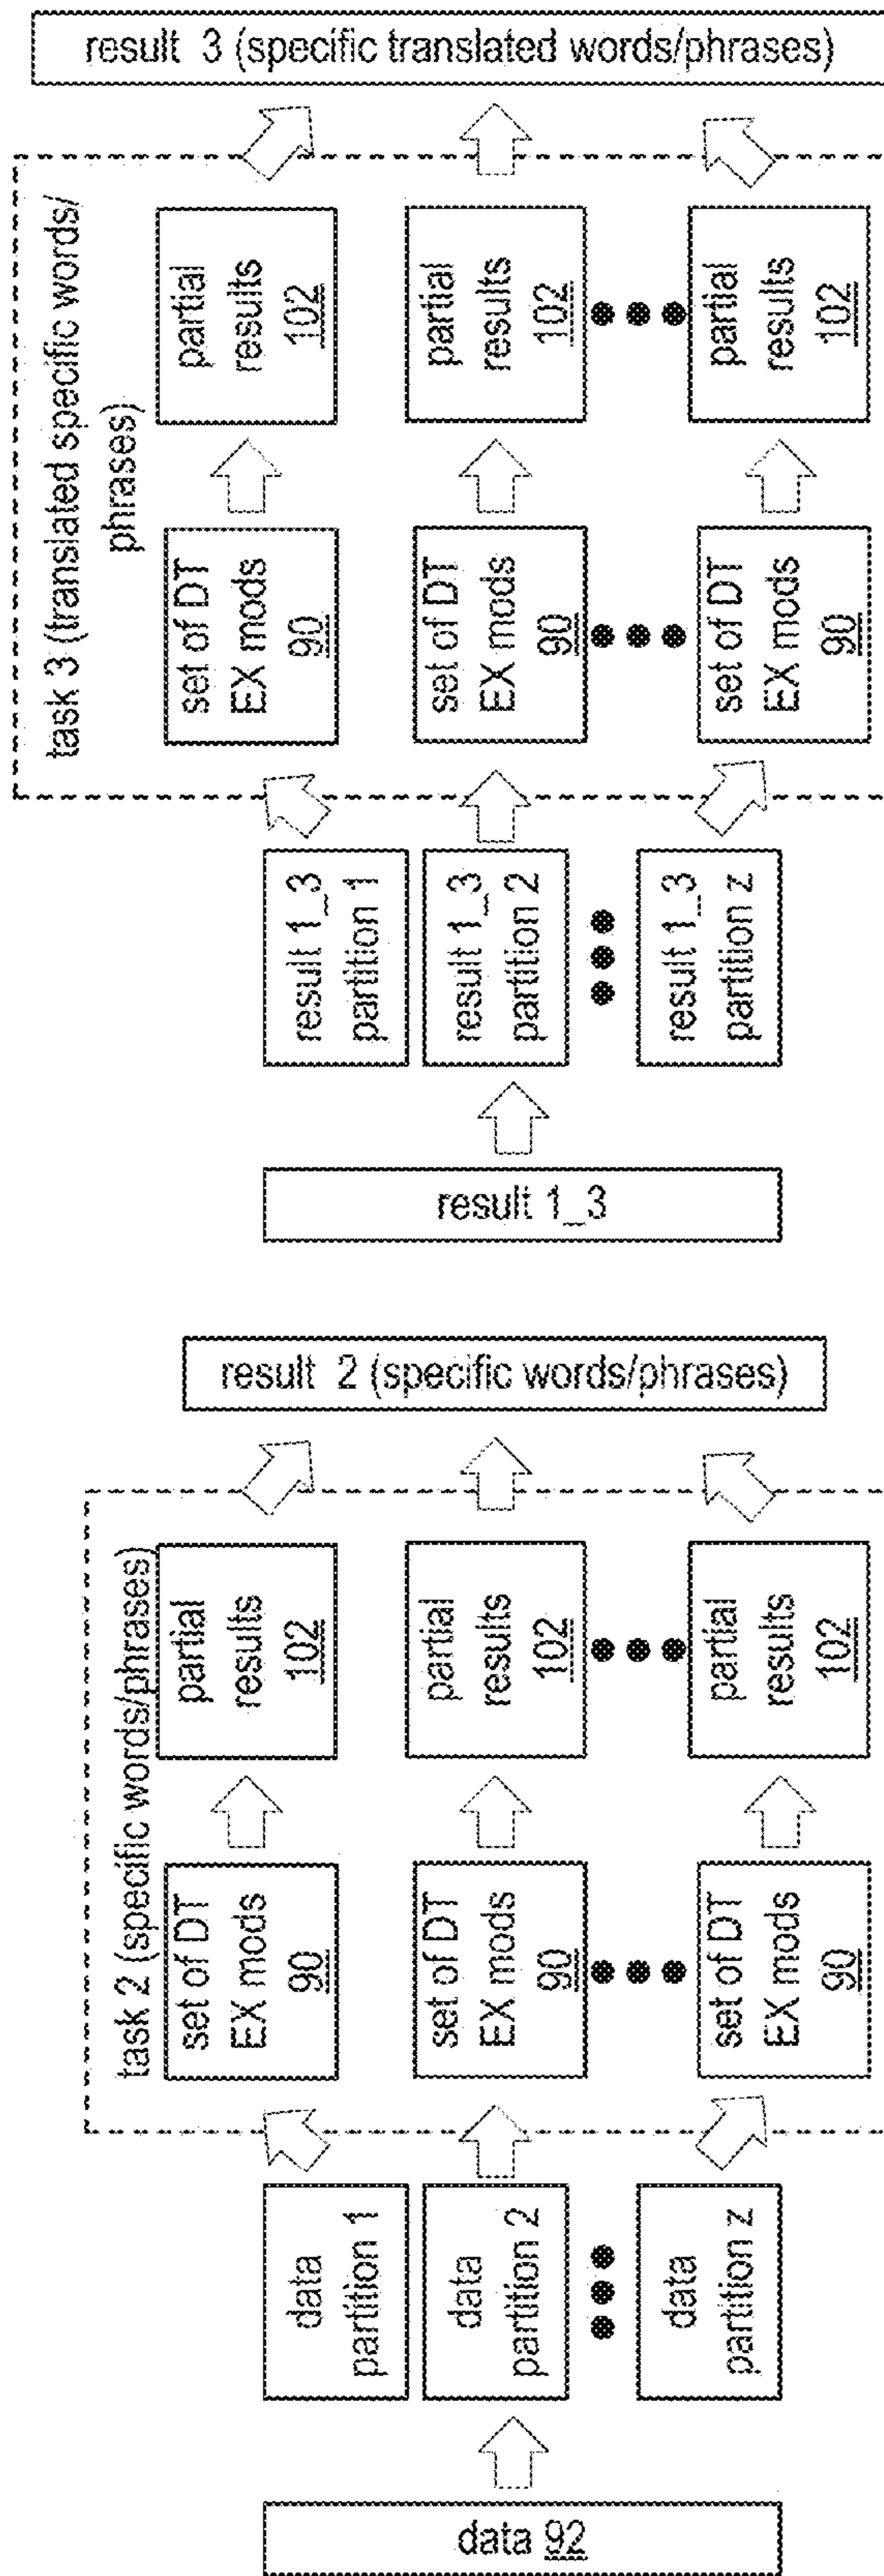 result 3 (specific translated words/phrases)
task 3 (translated specific words/
phrases)
partial
results
102
partial
results
102
partial
results
102
set of DT
EX mods
90
set of DT
EX mods
90
set of DT
EX mods
90
result 1_3
partition 1
result 1_3
partition 2
result 1_3
partition z
result 1_3
result 2 (specific words/phrases)
task 2 (specific words/phrases)
partial
results
102
partial
results
102
partial
results
102
set of DT
EX mods
90
set of DT
EX mods
90
set of DT
EX mods
90
data
partition 1
data
partition 2
data
partition z
data 92